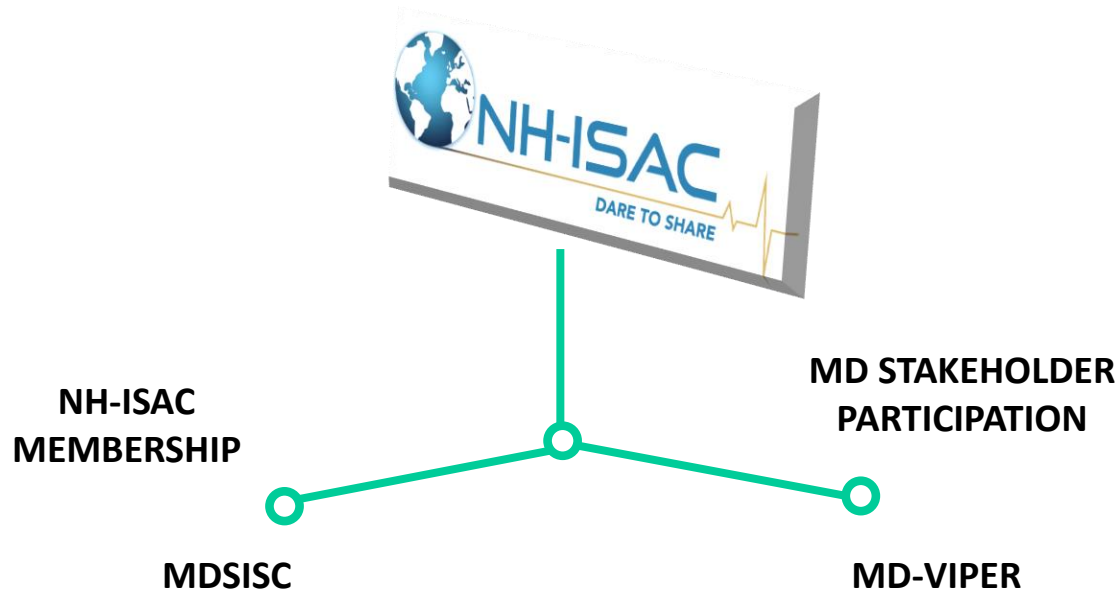 NH-ISAC
DARE TO SHARE
NH-ISAC
MEMBERSHIP
MD STAKEHOLDER
PARTICIPATION
MDSISC
MD-VIPER